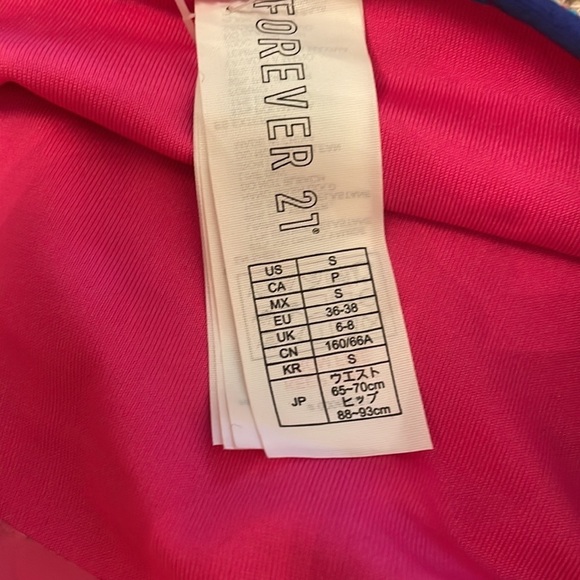 FOREVER 21®
US S
CA P
MX S
EU 36-38
UK 6-8
CN 160/66A
KR S
JP ウエスト
65~70cm
ヒップ
88~93cm